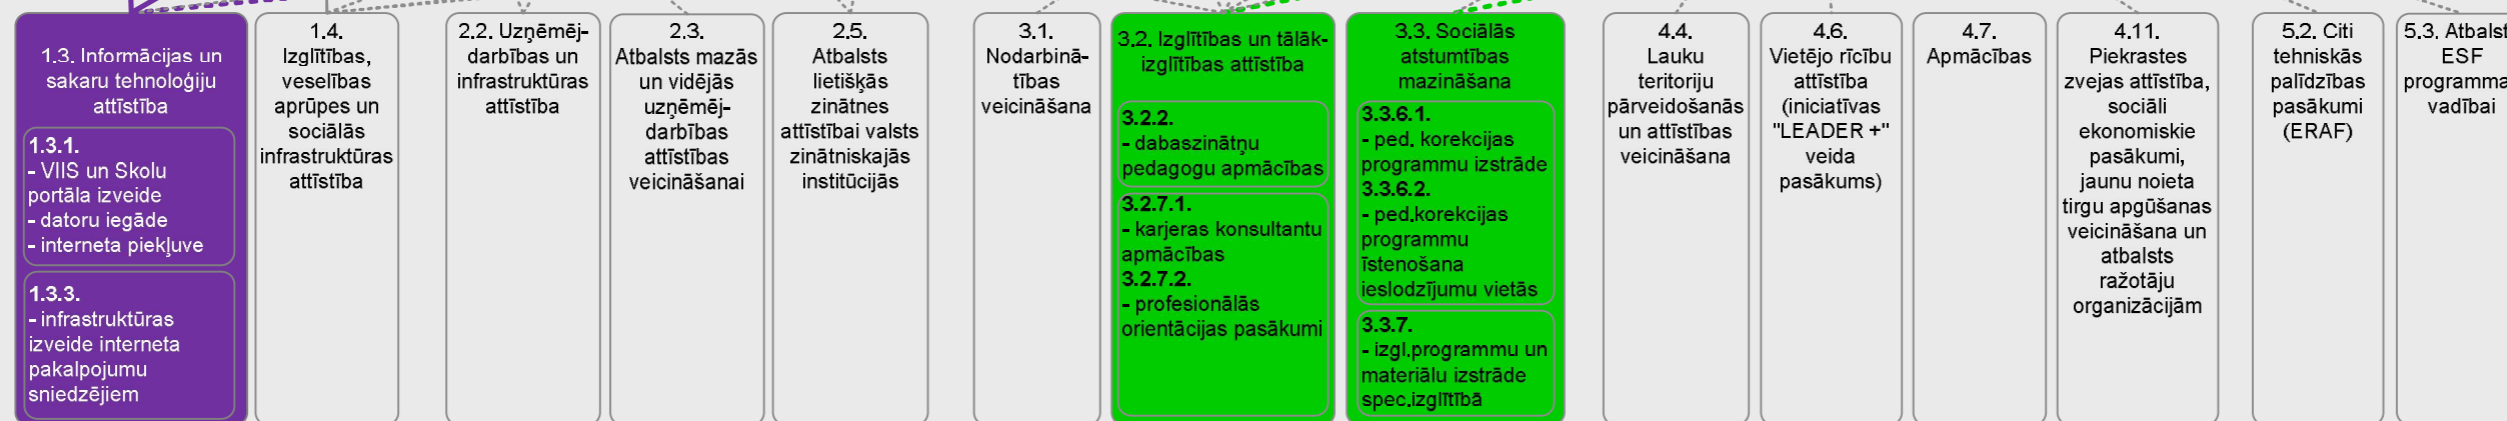 1.3. Informācijas un
sakaru tehnoloģiju
attīstība
1.3.1.
- VIIS un Skolu
portāla izveide
- datoru iegāde
- interneta piekļuve
1.3.3.
- infrastruktūras
izveide interneta
pakalpojumu
sniedzējiem
1.4.
Izglītības,
veselības
aprūpes un
sociālās
infrastruktūras
attīstība
2.2. Uzņēmēj-
darbības un
infrastruktūras
attīstība
2.3.
Atbalsts mazās
un vidējās
uzņēmēj-
darbības
attīstības
veicināšanai
2.5.
Atbalsts
lietišķās
zinātnes
attīstībai valsts
zinātniskajās
institūcijās
3.1.
Nodarbinā-
tības
veicināšana
3.2. Izglītības un tālāk-
izglītības attīstība
3.2.2.
- dabaszinātņu
pedagogu apmācības
3.2.7.1.
- karjeras konsultantu
apmācības
3.2.7.2.
- profesionālās
orientācijas pasākumi
3.3. Sociālās
atstumtības
mazināšana
3.3.6.1.
- ped. korekcijas
programmu izstrāde
3.3.6.2.
- ped.korekcijas
programmu
īstenošana
ieslodzījumu vietās
3.3.7.
- izgl.programmu un
materiālu izstrāde
spec.izglītībā
4.4.
Lauku
teritoriju
pārveidošanās
un attīstības
veicināšana
4.6.
Vietējo rīcību
attīstība
(iniciatīvas
"LEADER +"
veida
pasākums)
4.7.
Apmācības
4.11.
Piekrastes
zvejas attīstība,
sociāli
ekonomiskie
pasākumi,
jaunu noieta
tirgu apgūšanas
veicināšana un
atbalsts
ražotāju
organizācijām
5.2. Citi
tehniskās
palīdzības
pasākumi
(ERAF)
5.3. Atbalst
ESF
programma
vadībai